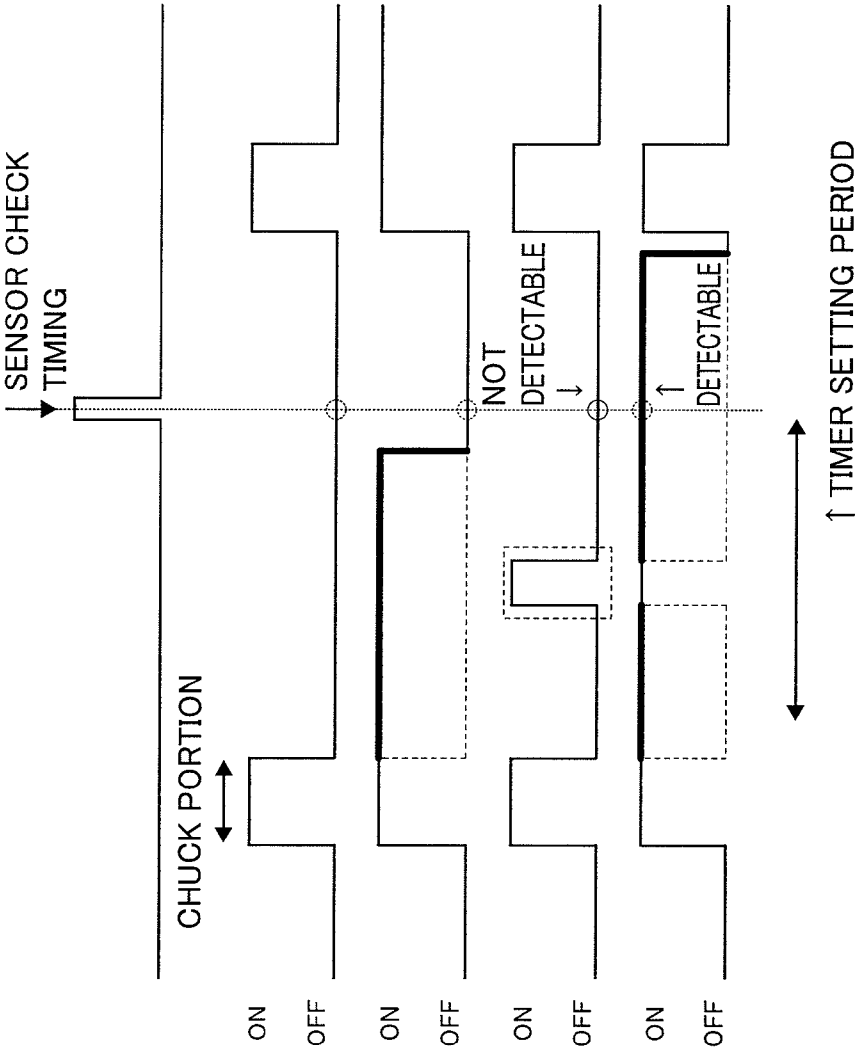 SENSOR CHECK
TIMING
CHUCK PORTION
ON
OFF
ON
OFF
NOT
DETECTABLE
↓
ON
OFF
↑
DETECTABLE
ON
OFF
↑ TIMER SETTING PERIOD